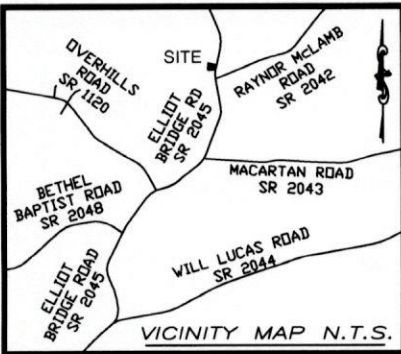 OVERHILLS
ROAD
SR 1120
SITE
RAYNOR McLAMB
ROAD
SR 2042
ELLIOT
BRIDGE RD
SR 2045
MACARTAN ROAD
SR 2043
BETHEL
BAPTIST ROAD
SR 2048
WILL LUCAS ROAD
SR 2044
ELLIOT
BRIDGE ROAD
SR 2045
VICINITY MAP N.T.S.